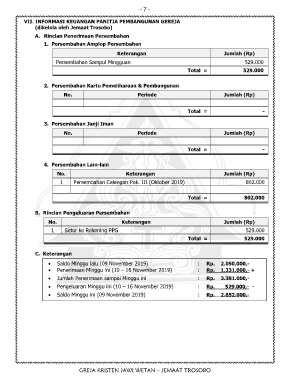 - 7 -
VII. INFORMASI KEUANGAN PANITIA PEMBANGUNAN GEREJA
(dikelola oleh Jemaat Trosobo)
A. Rincian Penerimaan Persembahan
1. Persembahan Amplop Persembahan
Keterangan Jumlah (Rp)
Persembahan Sampul Mingguan 529.000
Total = 529.000
2. Persembahan Kartu Pemeliharaan & Pembangunan
No. Periode Jumlah (Rp)
Total = -
3. Persembahan Janji Iman
No. Periode Jumlah (Rp)
Total = -
4. Persembahan Lain-lain
No. Keterangan Jumlah (Rp)
1 Persembahan Celengan Pok. III (Oktober 2019) 802.000
Total = 802.000
B. Rincian Pengeluaran Persembahan
No. Keterangan Jumlah (Rp)
1 Setor ke Rekening PPG 529.000
Total = 529.000
C. Keterangan
• Saldo Minggu lalu (09 November 2019) : Rp. 2.050.000,-
• Penerimaan Minggu ini (10 – 16 November 2019) : Rp. 1.331.000,- +
• Jumlah Penerimaan sampai Minggu ini : Rp. 3.381.000,-
• Pengeluaran Minggu ini (10 – 16 November 2019) : Rp. 529.000,- -
• Saldo Minggu ini (09 November 2019) : Rp. 2.852.000,-
GREJA KRISTEN JAWI WETAN – JEMAAT TROSOBO